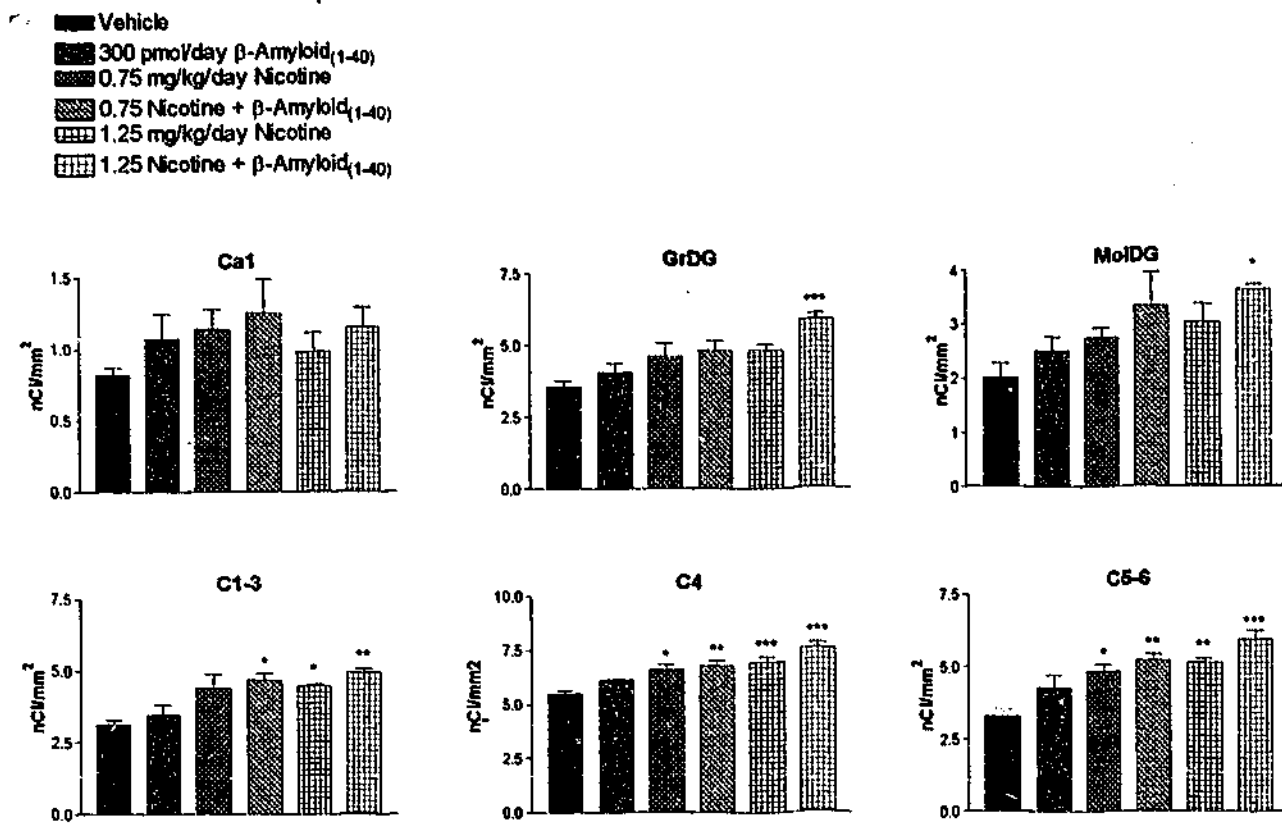 Vehicle
300 pmol/day β-Amyloid(1-40)
0.75 mg/kg/day Nicotine
0.75 Nicotine + β-Amyloid(1-40)
1.25 mg/kg/day Nicotine
1.25 Nicotine + β-Amyloid(1-40)
Ca1
nCi/mm²
1.5
1.0
0.5
0.0
GrDG
nCi/mm²
7.5
5.0
2.5
0.0
***
MolDG
nCi/mm²
4
3
2
1
0
*
C1-3
nCi/mm²
7.5
5.0
2.5
0.0
* * **
C4
nCi/mm2
10.0
7.5
5.0
2.5
0.0
* ** *** ***
C5-6
nCi/mm²
7.5
5.0
2.5
0.0
* ** ** ***